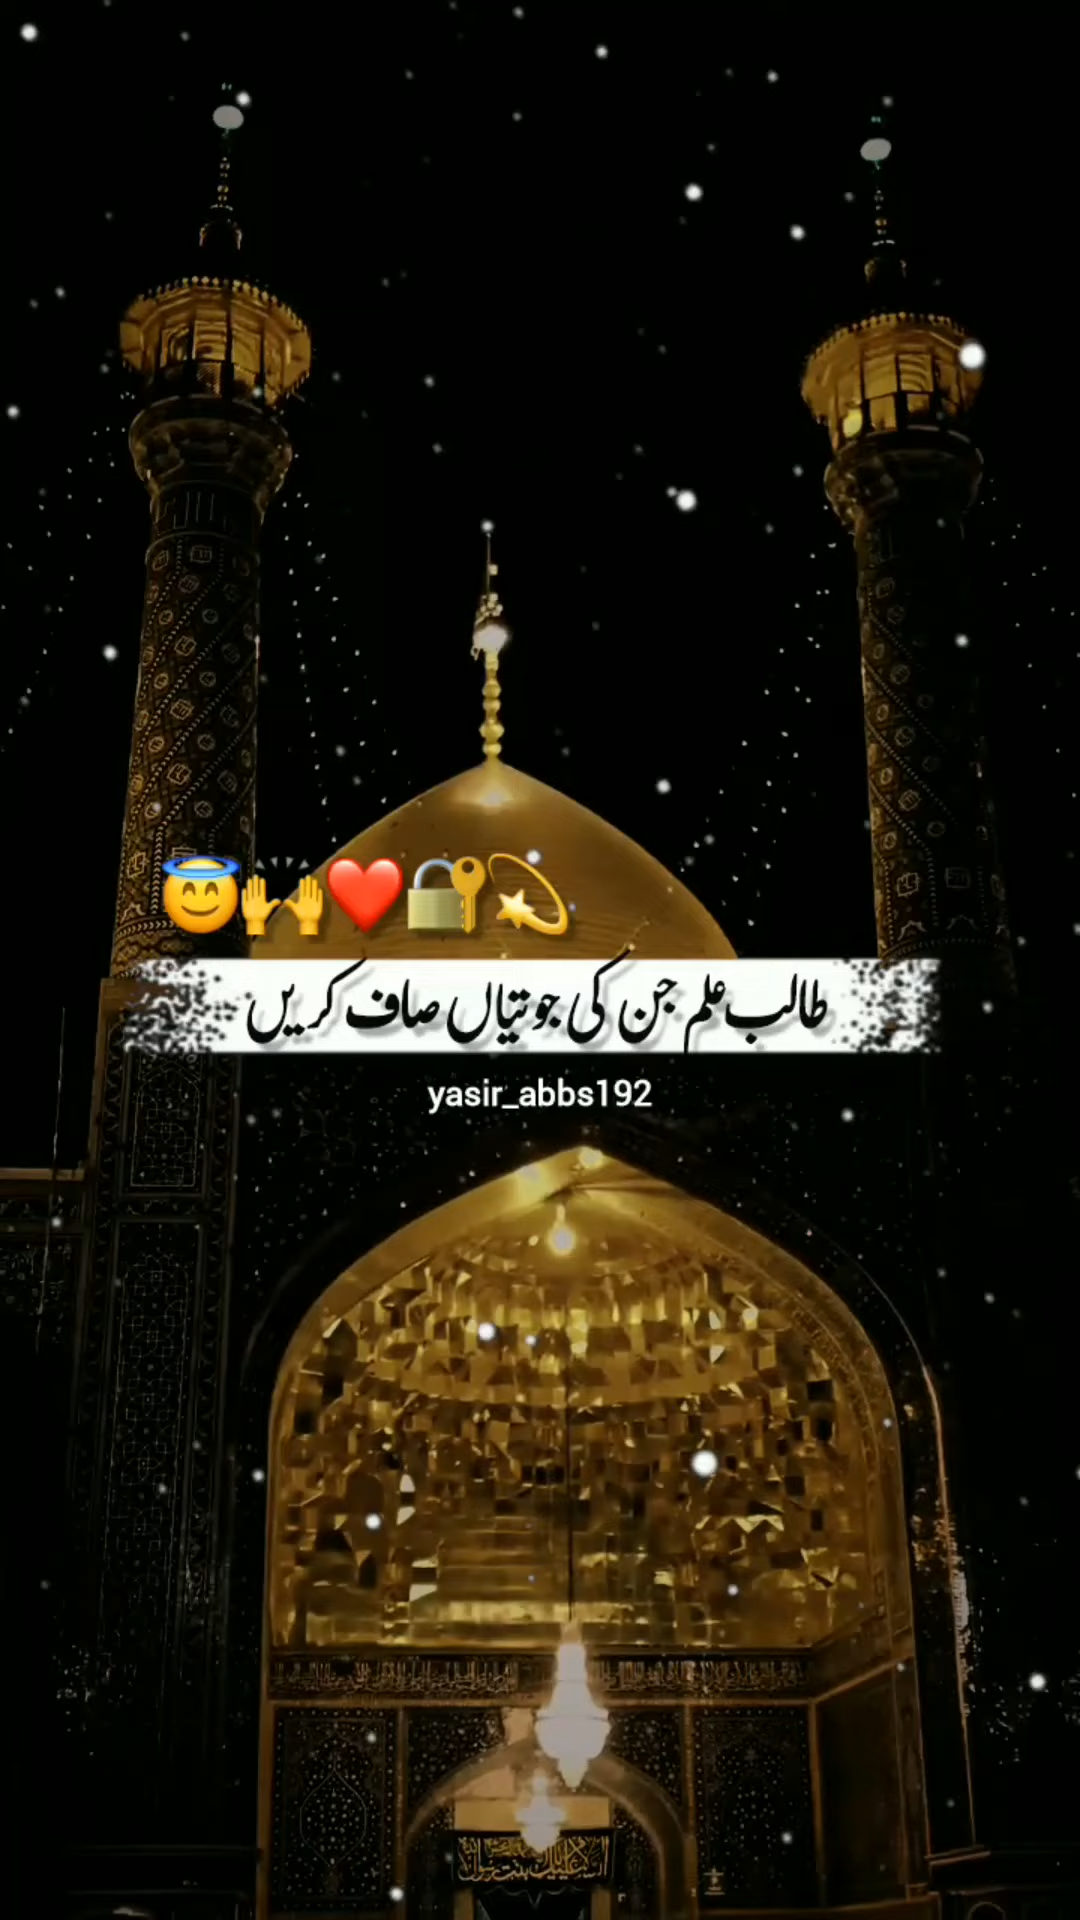 😇🙌❤️🔐💫
طالب علم جن کی جوتیاں صاف کریں
yasir_abbs192